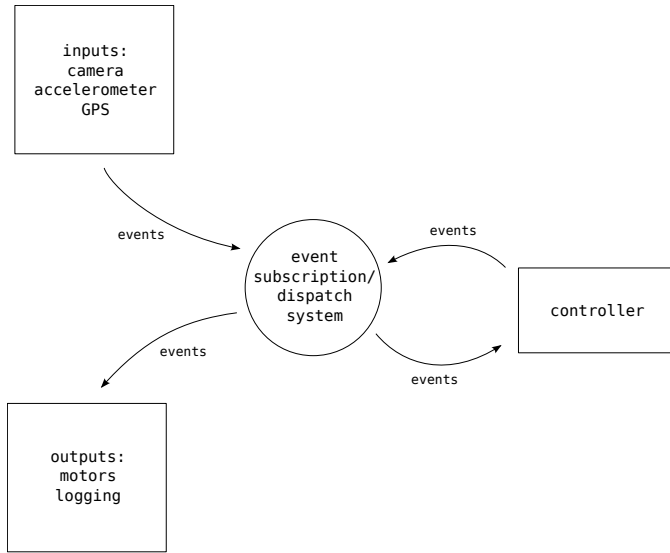 inputs:
camera
accelerometer
GPS
events
events
event
subscription/
dispatch
system
controller
events
events
outputs:
motors
logging